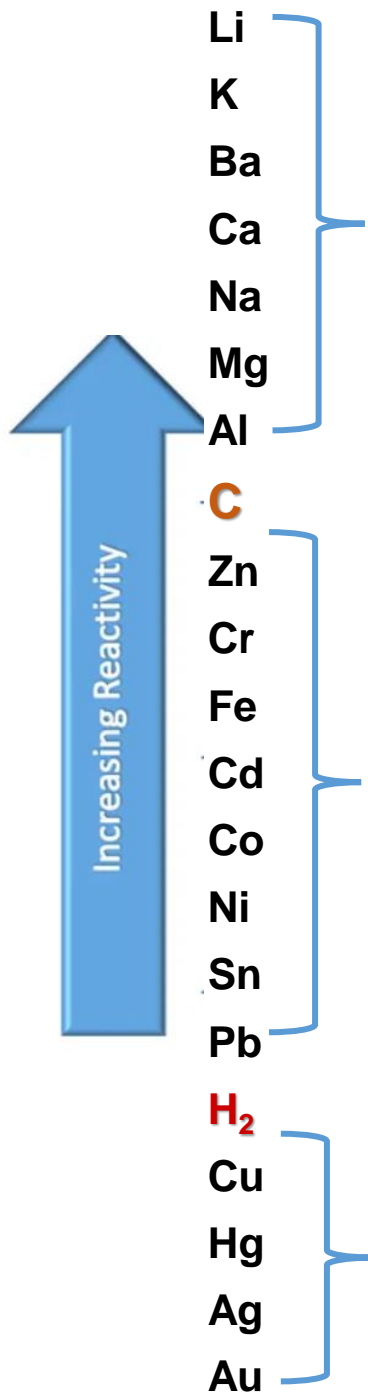 Li
K
Ba
Ca
Na
Mg
Al
C
Zn
Cr
Fe
Cd
Co
Ni
Sn
Pb
H₂
Cu
Hg
Ag
Au
Increasing Reactivity